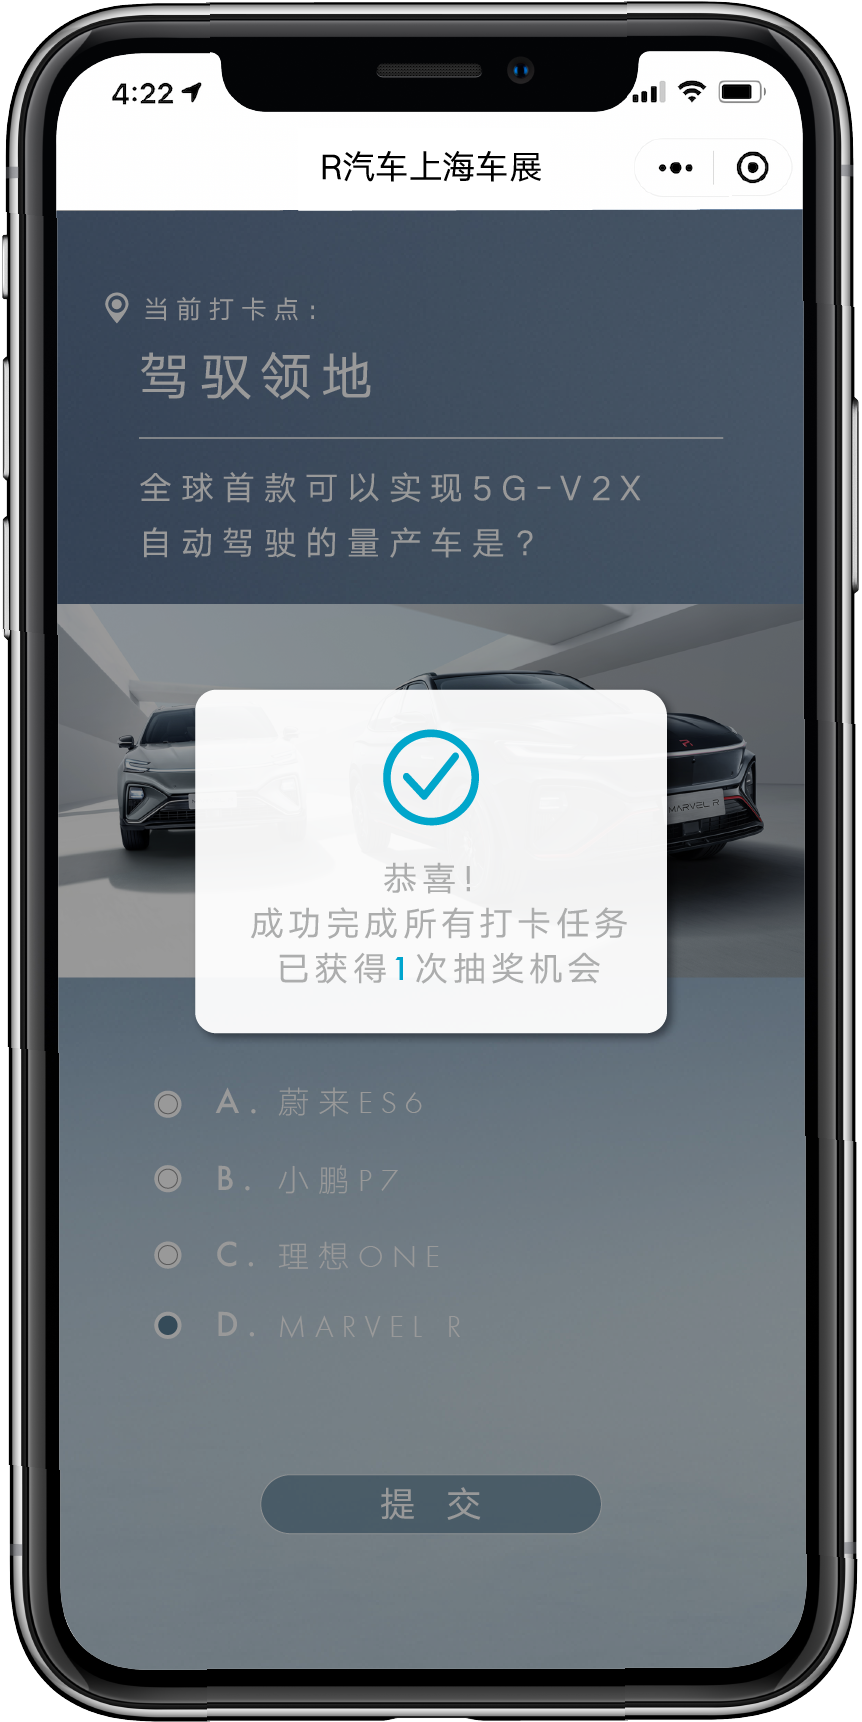 4:22
R汽车上海车展
当前打卡点:
驾驭领地
全球首款可以实现5G-V2X
自动驾驶的量产车是?
MARVEL R
恭喜!
成功完成所有打卡任务
已获得1次抽奖机会
A. 蔚来ES6
B. 小鹏P7
C. 理想ONE
D. MARVEL R
提 交